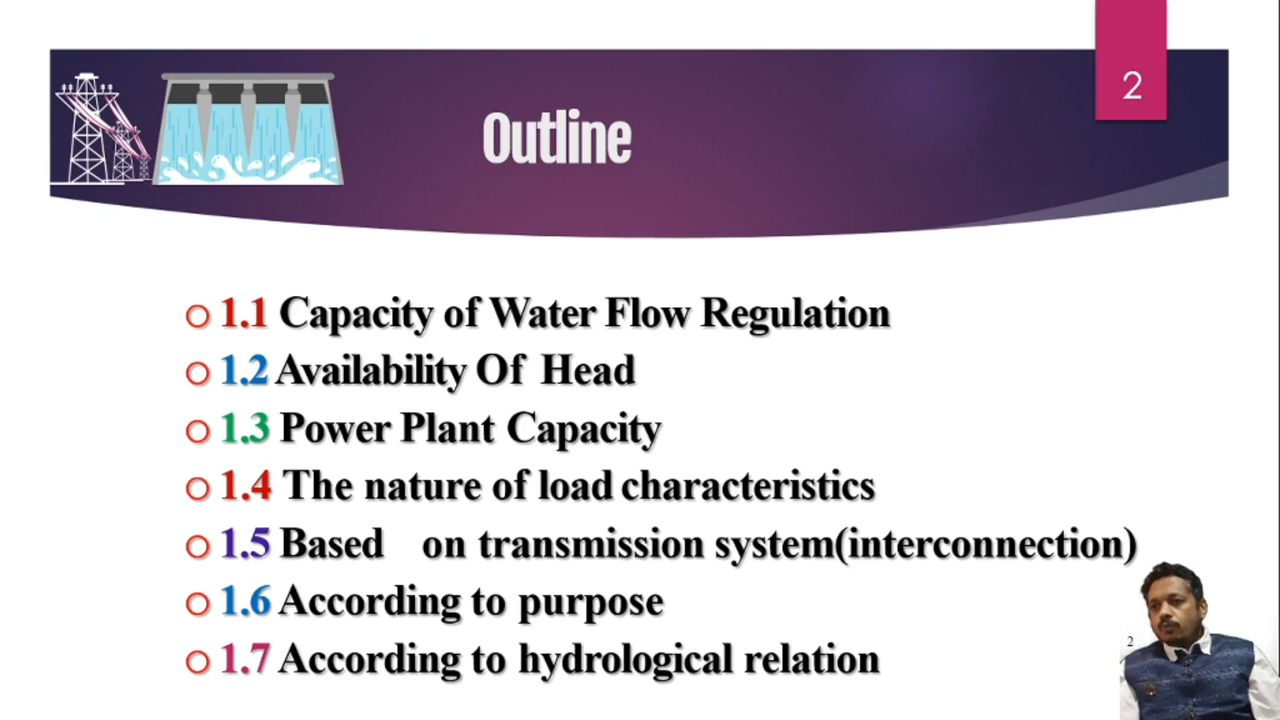 2
Outline
1.1 Capacity of Water Flow Regulation
1.2 Availability Of Head
1.3 Power Plant Capacity
1.4 The nature of load characteristics
1.5 Based on transmission system(interconnection)
1.6 According to purpose
1.7 According to hydrological relation
2